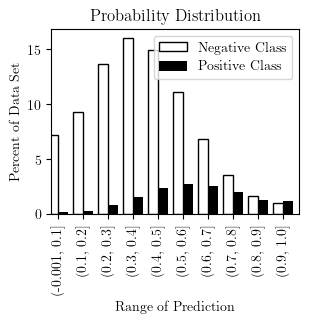 Probability Distribution
Negative Class
Positive Class
Percent of Data Set
15
10
5
0
(-0.001, 0.1]
(0.1, 0.2]
(0.2, 0.3]
(0.3, 0.4]
(0.4, 0.5]
(0.5, 0.6]
(0.6, 0.7]
(0.7, 0.8]
(0.8, 0.9]
(0.9, 1.0]
Range of Prediction